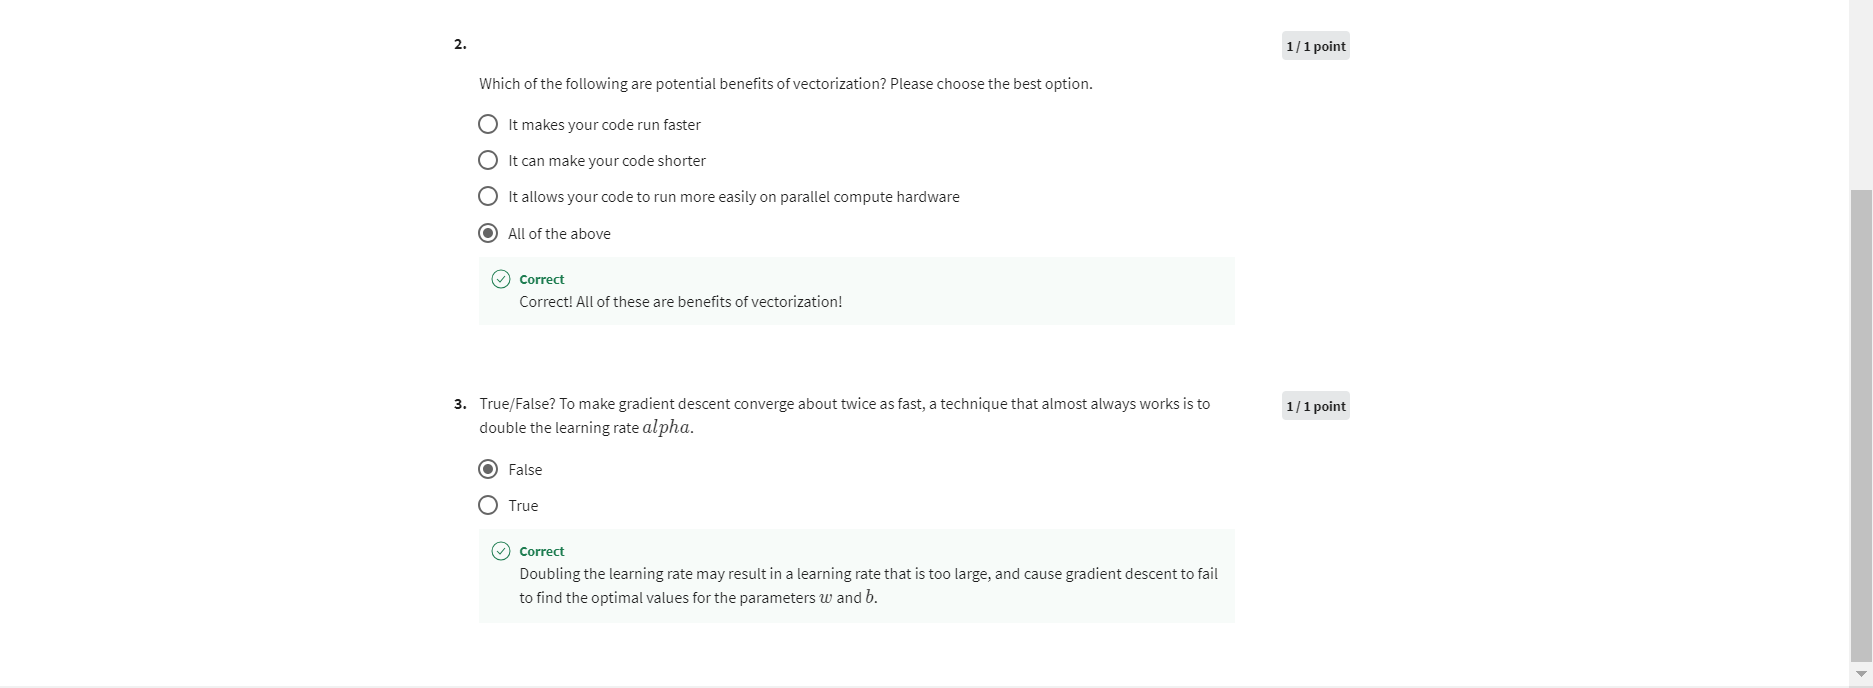 2.
1 / 1 point
Which of the following are potential benefits of vectorization? Please choose the best option.
It makes your code run faster
It can make your code shorter
It allows your code to run more easily on parallel compute hardware
All of the above
Correct
Correct! All of these are benefits of vectorization!
3. True/False? To make gradient descent converge about twice as fast, a technique that almost always works is to
1 / 1 point
double the learning rate alpha.
False
True
Correct
Doubling the learning rate may result in a learning rate that is too large, and cause gradient descent to fail
to find the optimal values for the parameters w and b.